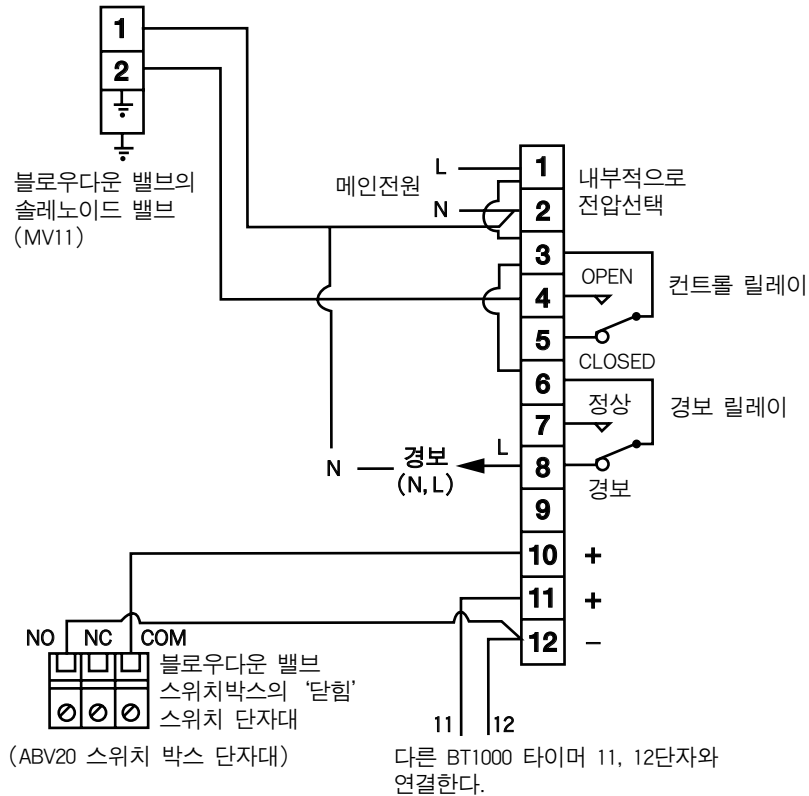 1
2
블로우다운 밸브의
솔레노이드 밸브
(MV11)
메인전원
L
N
1
2
3
4
5
6
7
8
9
10
11
12
내부적으로
전압선택
OPEN
컨트롤 릴레이
CLOSED
정상
경보 릴레이
경보
N
경보
(N, L)
L
+
+
−
NO NC COM
블로우다운 밸브
스위치박스의 ‘닫힘’
스위치 단자대
(ABV20 스위치 박스 단자대)
11 12
다른 BT1000 타이머 11, 12단자와
연결한다.